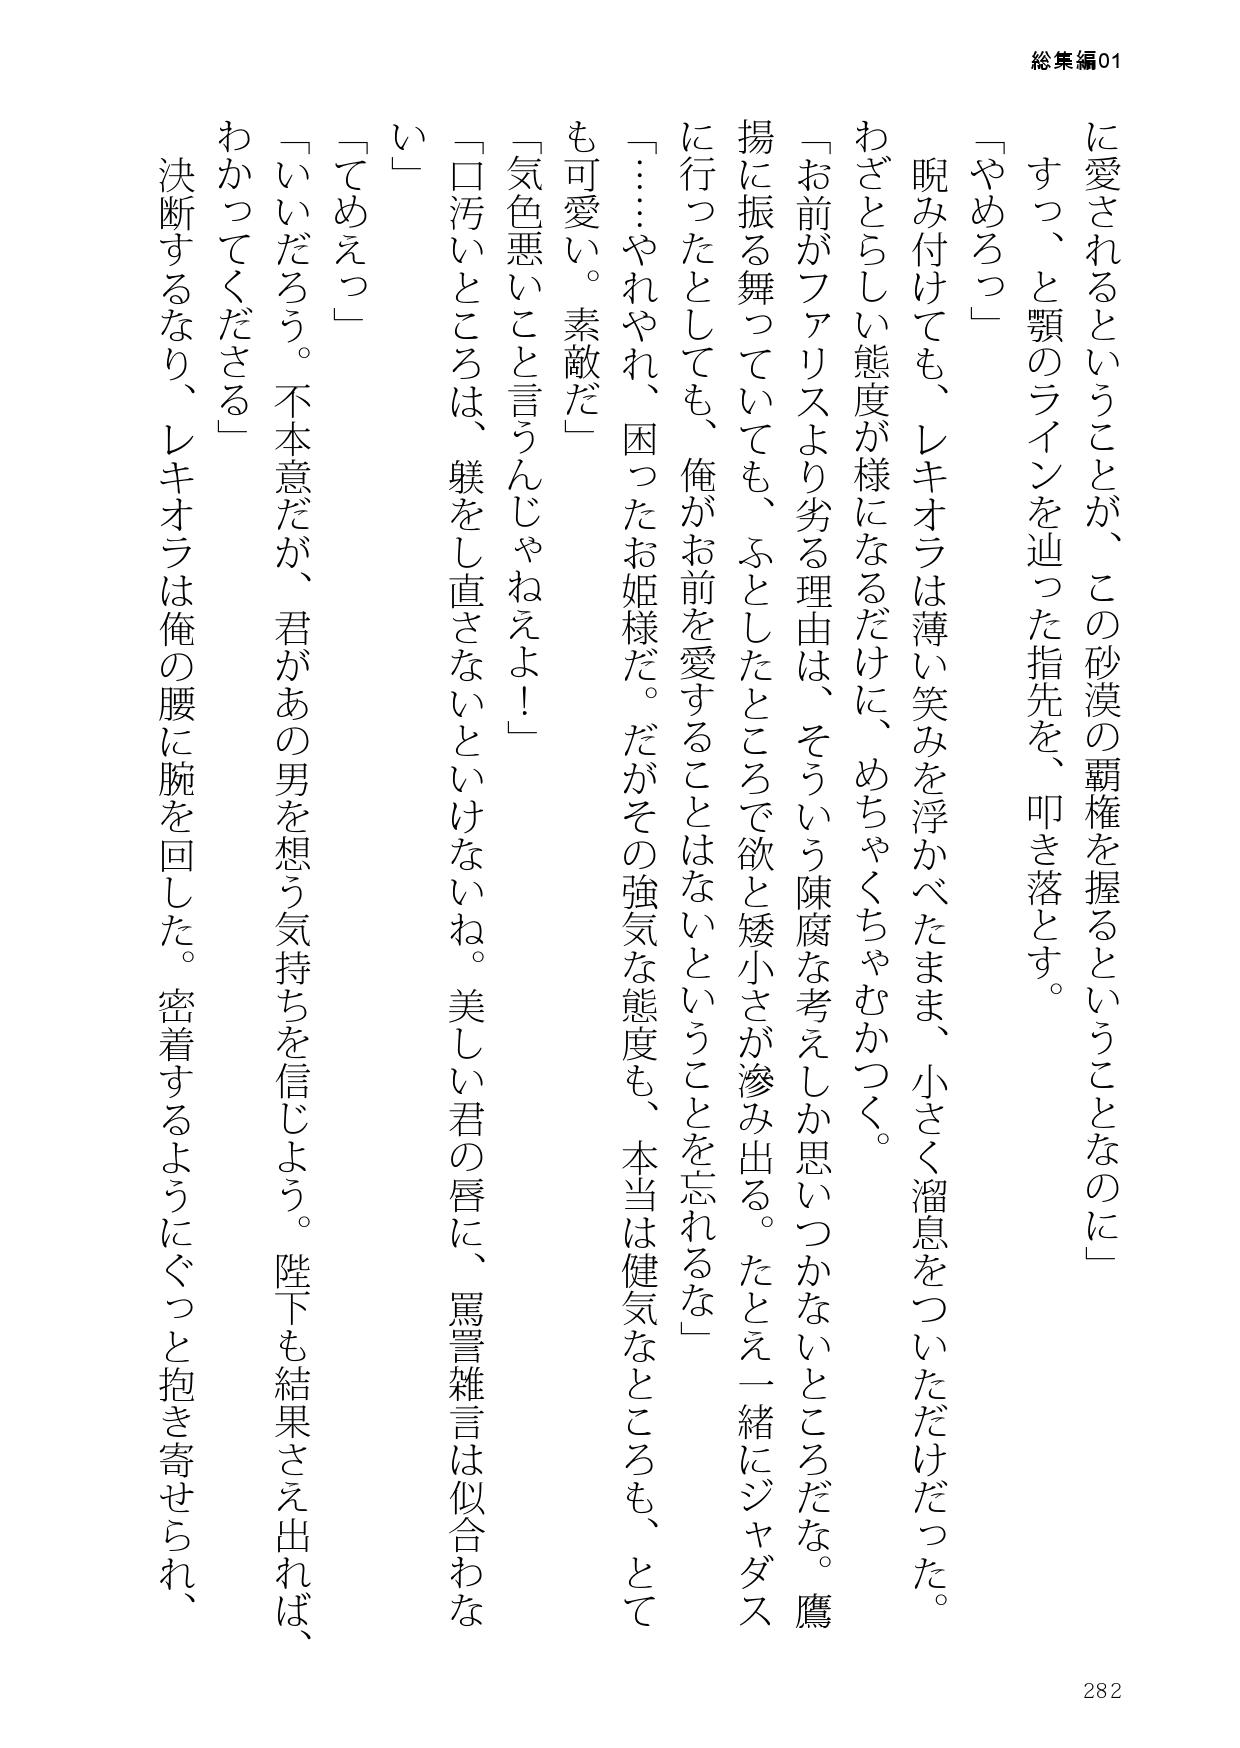 総集編01
に愛されるということが、この砂漠の覇権を握るということなのに」
　すっ、と顎のラインを辿った指先を、叩き落とす。
「やめろっ」
　睨み付けても、レキオラは薄い笑みを浮かべたまま、小さく溜息をついただけだった。
わざとらしい態度が様になるだけに、めちゃくちゃむかつく。
「お前がファリスより劣る理由は、そういう陳腐な考えしか思いつかないところだな。鷹
揚に振る舞っていても、ふとしたところで欲と矮小さが滲み出る。たとえ一緒にジャダス
に行ったとしても、俺がお前を愛することはないということを忘れるな」
「……やれやれ、困ったお姫様だ。だがその強気な態度も、本当は健気なところも、とて
も可愛い。素敵だ」
「気色悪いこと言うんじゃねえよ！」
「口汚いところは、躾をし直さないといけないね。美しい君の唇に、罵詈雑言は似合わな
い」
「てめえっ」
「いいだろう。不本意だが、君があの男を想う気持ちを信じよう。陛下も結果さえ出れば、
わかってくださる」
　決断するなり、レキオラは俺の腰に腕を回した。密着するようにぐっと抱き寄せられ、
282